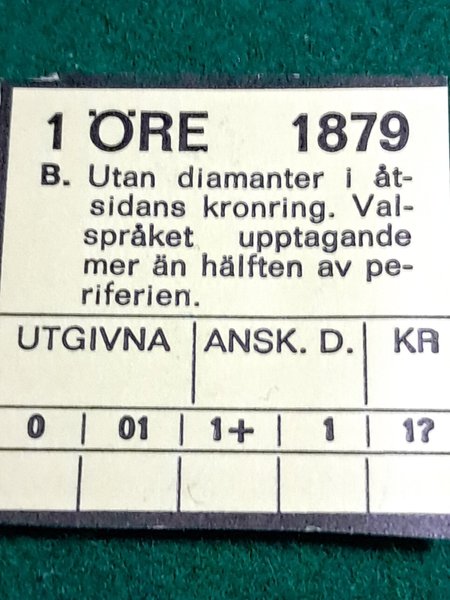 1 ÖRE 1879
B. Utan diamanter i åt-
sidans kronring. Val-
språket upptagande
mer än hälften av pe-
riferien.
UTGIVNA | ANSK. D. | KR
0 | 01 | 1+ | 1 | 1?